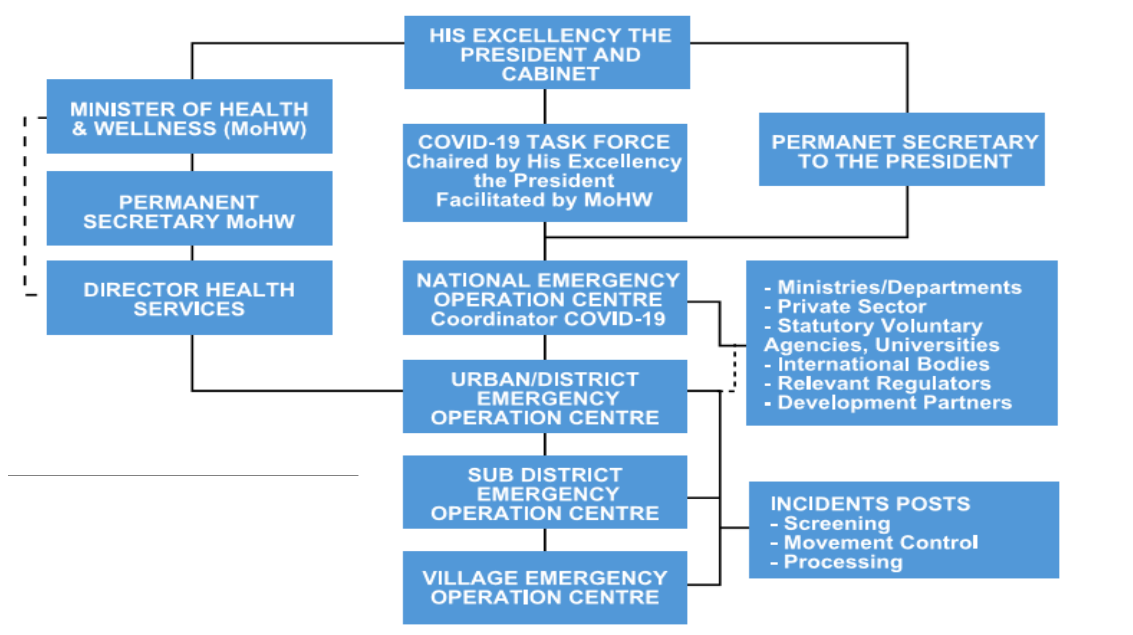 HIS EXCELLENCY THE
PRESIDENT AND
CABINET
MINISTER OF HEALTH
& WELLNESS (MoHW)
COVID-19 TASK FORCE
Chaired by His Excellency
the President
Facilitated by MoHW
PERMANET SECRETARY
TO THE PRESIDENT
PERMANENT
SECRETARY MoHW
DIRECTOR HEALTH
SERVICES
NATIONAL EMERGENCY
OPERATION CENTRE
Coordinator COVID-19
- Ministries/Departments
- Private Sector
- Statutory Voluntary
Agencies, Universities
- International Bodies
- Relevant Regulators
- Development Partners
URBAN/DISTRICT
EMERGENCY
OPERATION CENTRE
SUB DISTRICT
EMERGENCY
OPERATION CENTRE
INCIDENTS POSTS
- Screening
- Movement Control
- Processing
VILLAGE EMERGENCY
OPERATION CENTRE